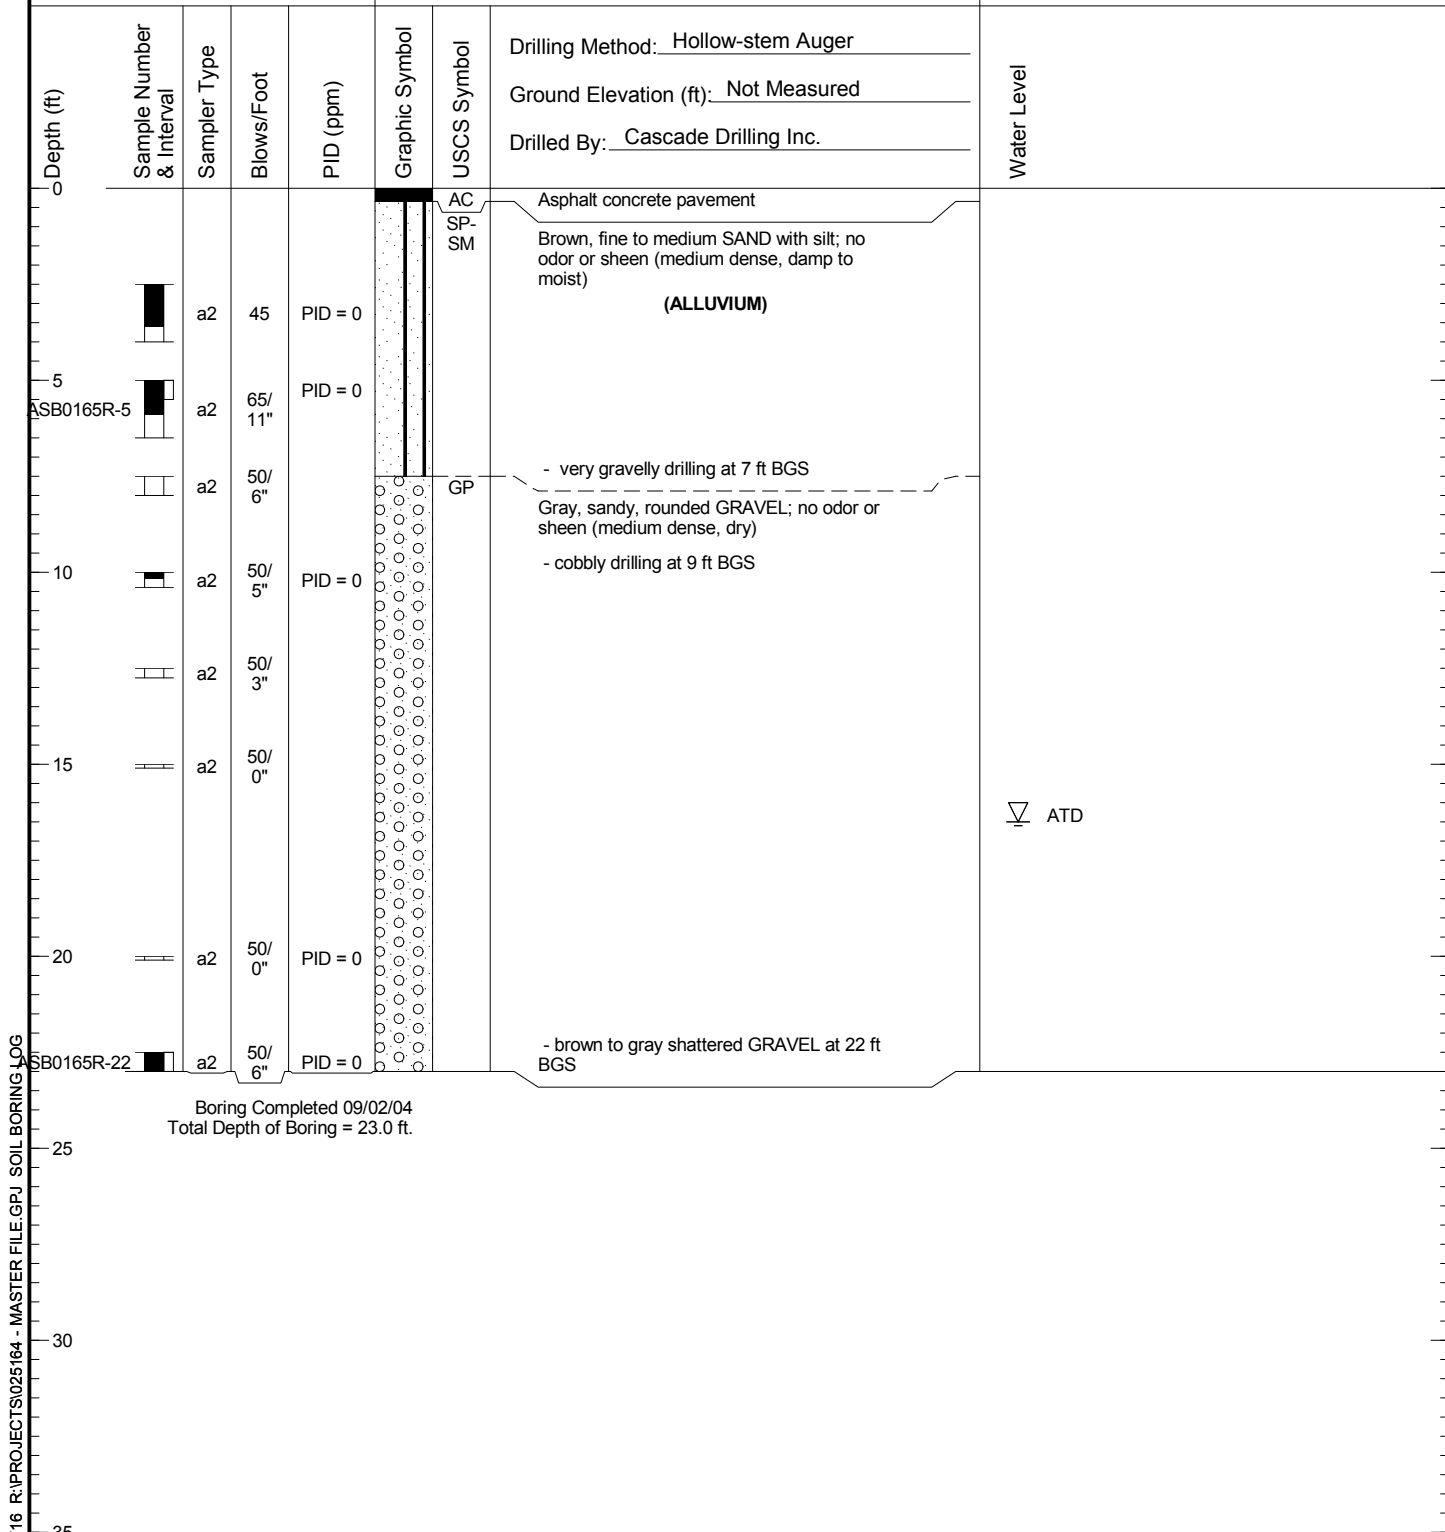 Drilling Method: Hollow-stem Auger
Ground Elevation (ft): Not Measured
Drilled By: Cascade Drilling Inc.
Depth (ft)
Sample Number
& Interval
Sampler Type
Blows/Foot
PID (ppm)
Graphic Symbol
USCS Symbol
Water Level
0
AC
Asphalt concrete pavement
SP-
SM
Brown, fine to medium SAND with silt; no
odor or sheen (medium dense, damp to
moist)
(ALLUVIUM)
a2
45
PID = 0
5
PID = 0
ASB0165R-5
a2
65/
11"
- very gravelly drilling at 7 ft BGS
a2
50/
6"
GP
Gray, sandy, rounded GRAVEL; no odor or
sheen (medium dense, dry)
- cobbly drilling at 9 ft BGS
10
a2
50/
5"
PID = 0
a2
50/
3"
15
a2
50/
0"
ATD
20
a2
50/
0"
PID = 0
- brown to gray shattered GRAVEL at 22 ft
BGS
ASB0165R-22
a2
50/
6"
PID = 0
Boring Completed 09/02/04
Total Depth of Boring = 23.0 ft.
25
30
35
16 R:\PROJECTS\025164 - MASTER FILE.GPJ SOIL BORING LOG